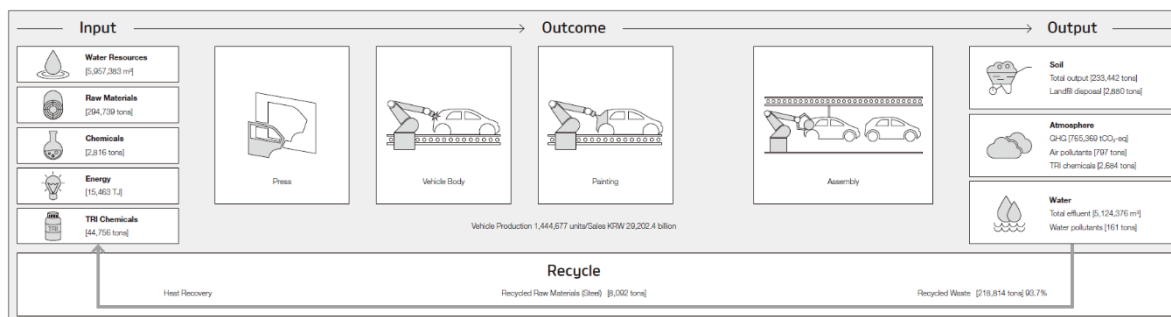 Input
Outcome
Output
Water Resources
[5,957,383 m³]
Raw Materials
[294,739 tons]
Chemicals
[2,816 tons]
Energy
[15,463 TJ]
TRI Chemicals
[44,756 tons]
TRI
Press
Vehicle Body
Painting
Assembly
Vehicle Production 1,444,677 units/Sales KRW 29,202.4 billion
Soil
Total output [233,442 tons]
Landfill disposal [2,880 tons]
Atmosphere
GHG [765,369 tCO₂-eq]
Air pollutants [797 tons]
TRI chemicals [2,684 tons]
Water
Total effluent [5,124,376 m³]
Water pollutants [161 tons]
Recycle
Heat Recovery
Recycled Raw Materials (Steel) [8,092 tons]
Recycled Waste [218,814 tons] 93.7%